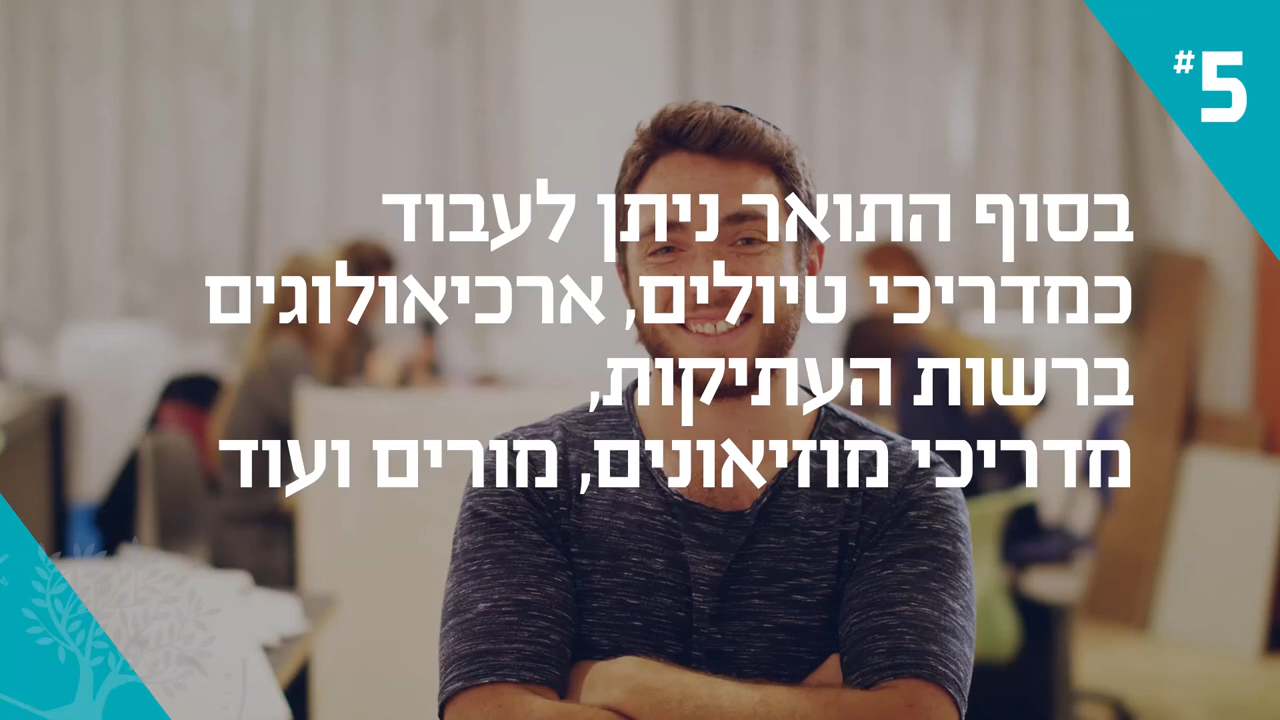 #5
בסוף התואר ניתן לעבוד
כמדריכי טיולים, ארכיאולוגים
ברשות העתיקות,
מדריכי מוזיאונים, מורים ועוד